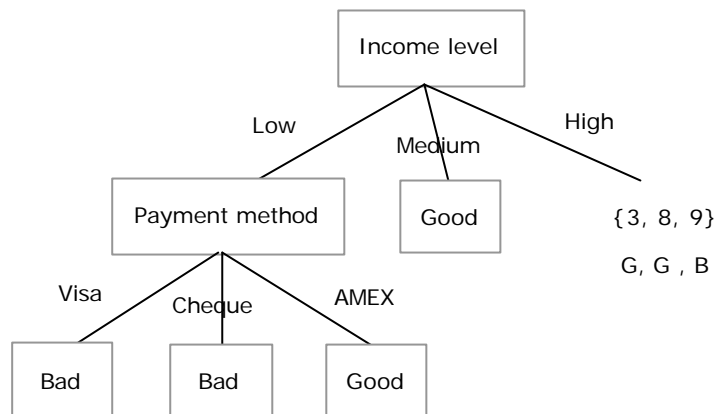 Income level
Low
Medium
High
Payment method
Good
{3, 8, 9}
G, G , B
Visa
Cheque
AMEX
Bad
Bad
Good